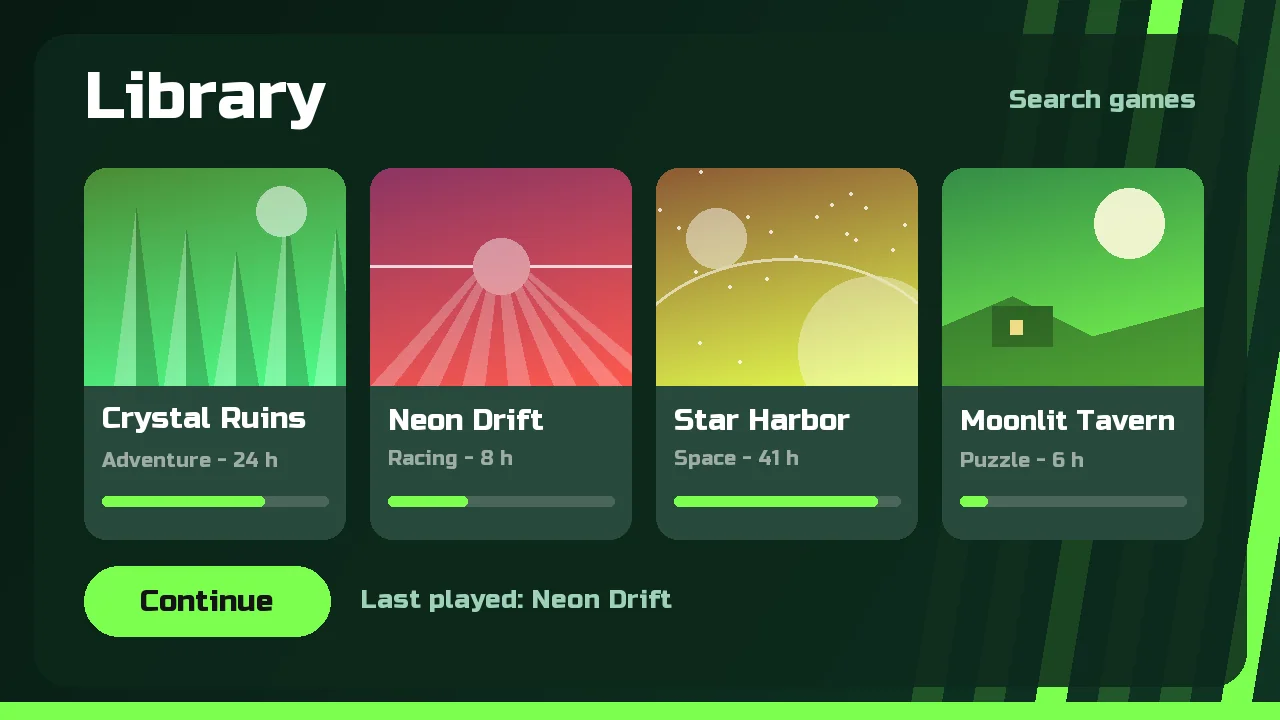 Library
Search games
Crystal Ruins
Adventure - 24 h
Neon Drift
Racing - 8 h
Star Harbor
Space - 41 h
Moonlit Tavern
Puzzle - 6 h
Continue
Last played: Neon Drift